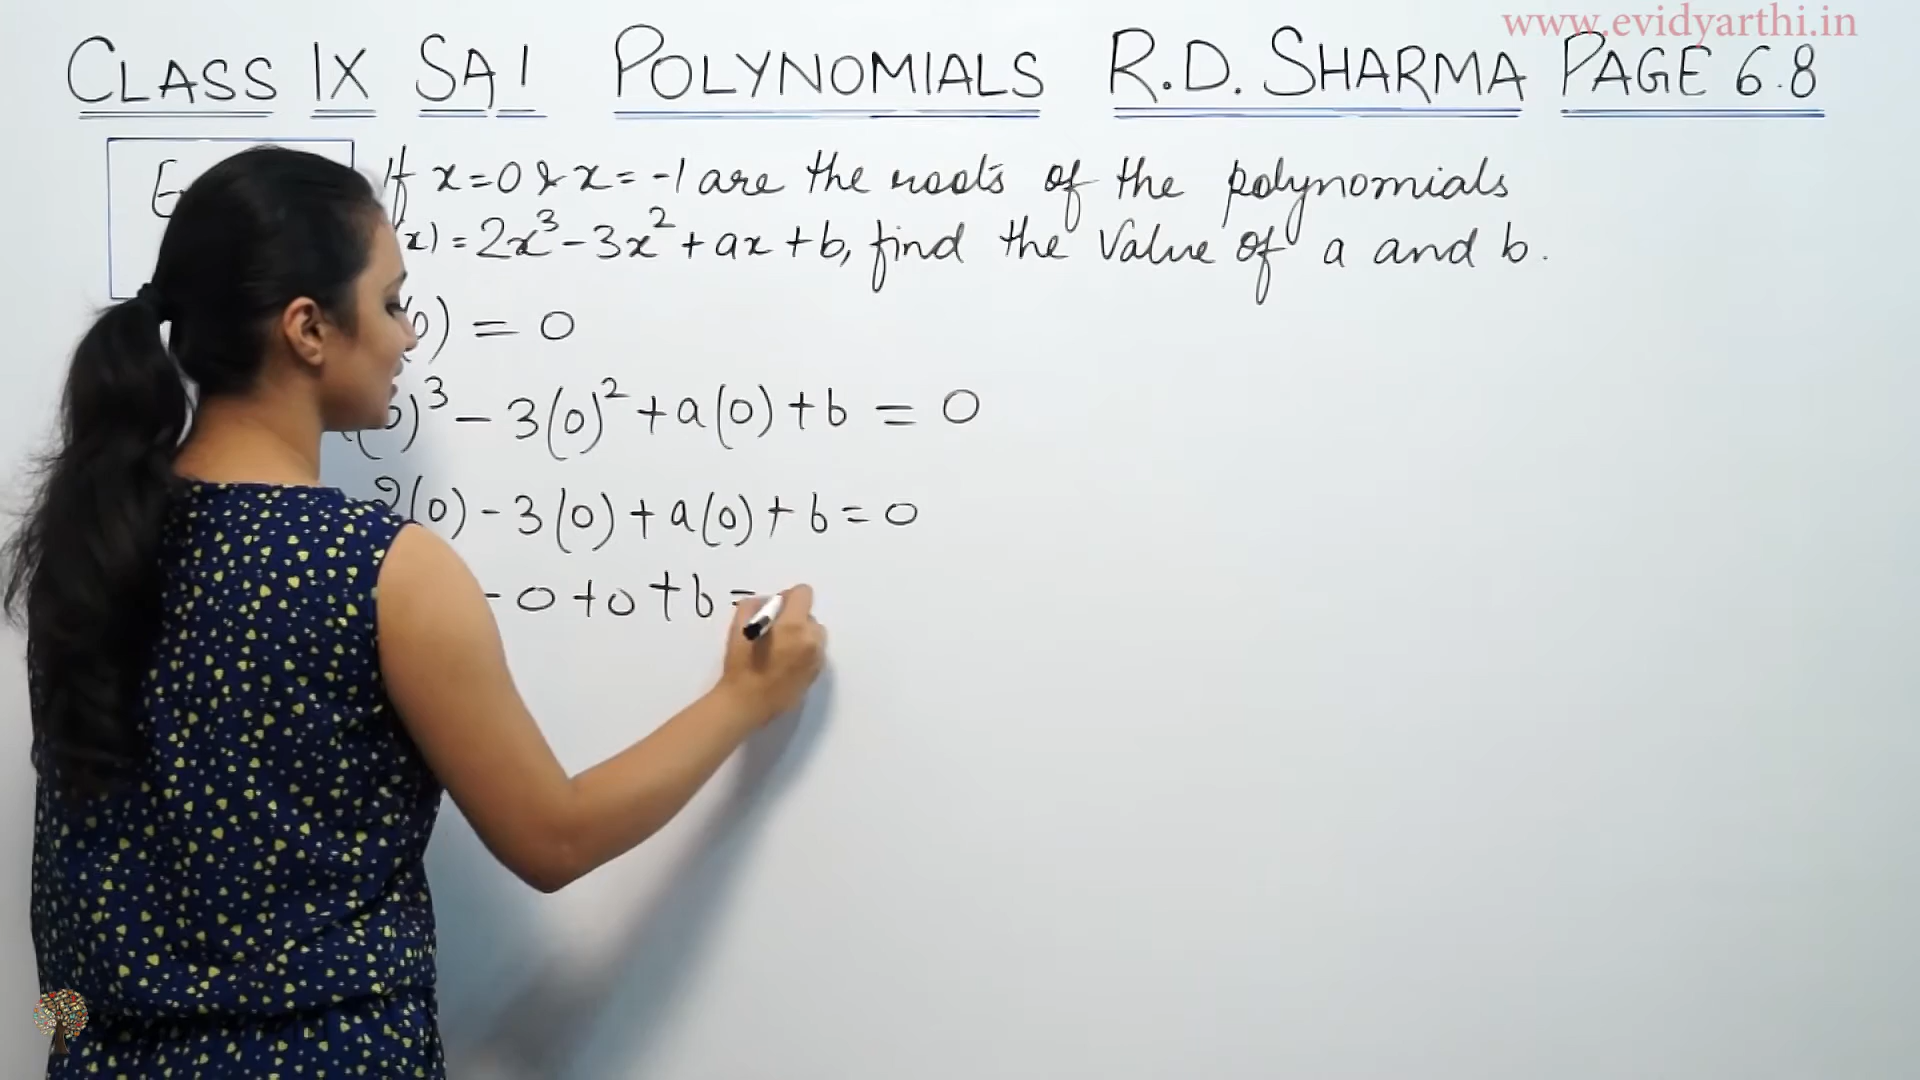 www.evidyarthi.in
CLASS IX SA1 POLYNOMIALS R.D. SHARMA PAGE 6.8
If x=0 & x=-1 are the roots of the polynomials
x) = 2x³ - 3x² + ax + b, find the value of a and b.
0) = 0
)³ - 3(0)² + a(0) + b = 0
2(0) - 3(0) + a(0) + b = 0
- 0 + 0 + b =